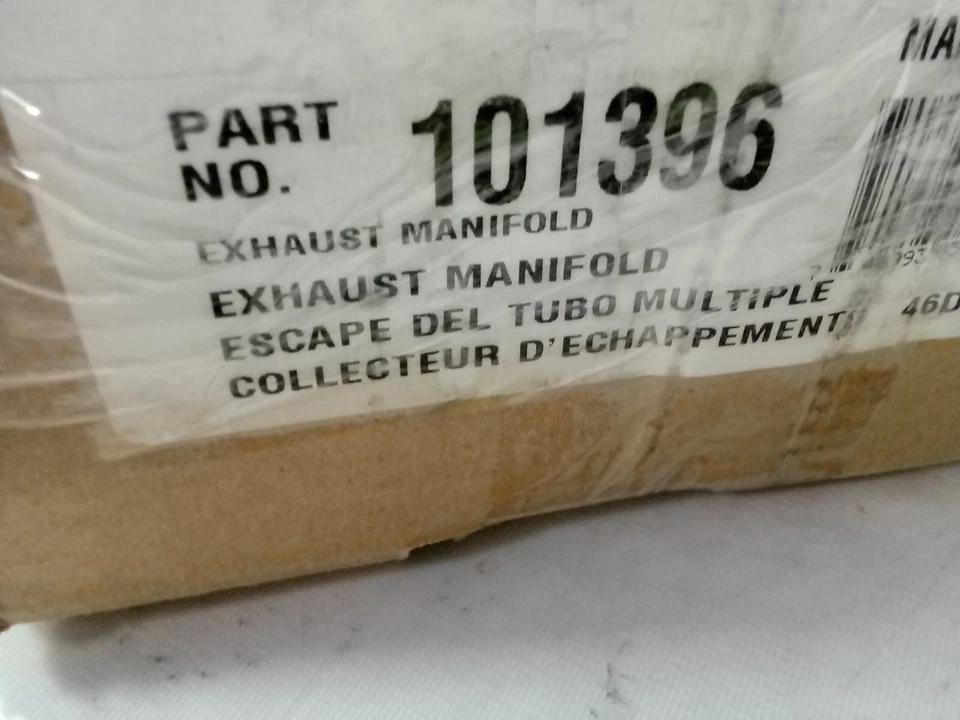 PART NO. 101396
EXHAUST MANIFOLD
EXHAUST MANIFOLD
ESCAPE DEL TUBO MULTIPLE
COLLECTEUR D'ECHAPPEMENT
46D